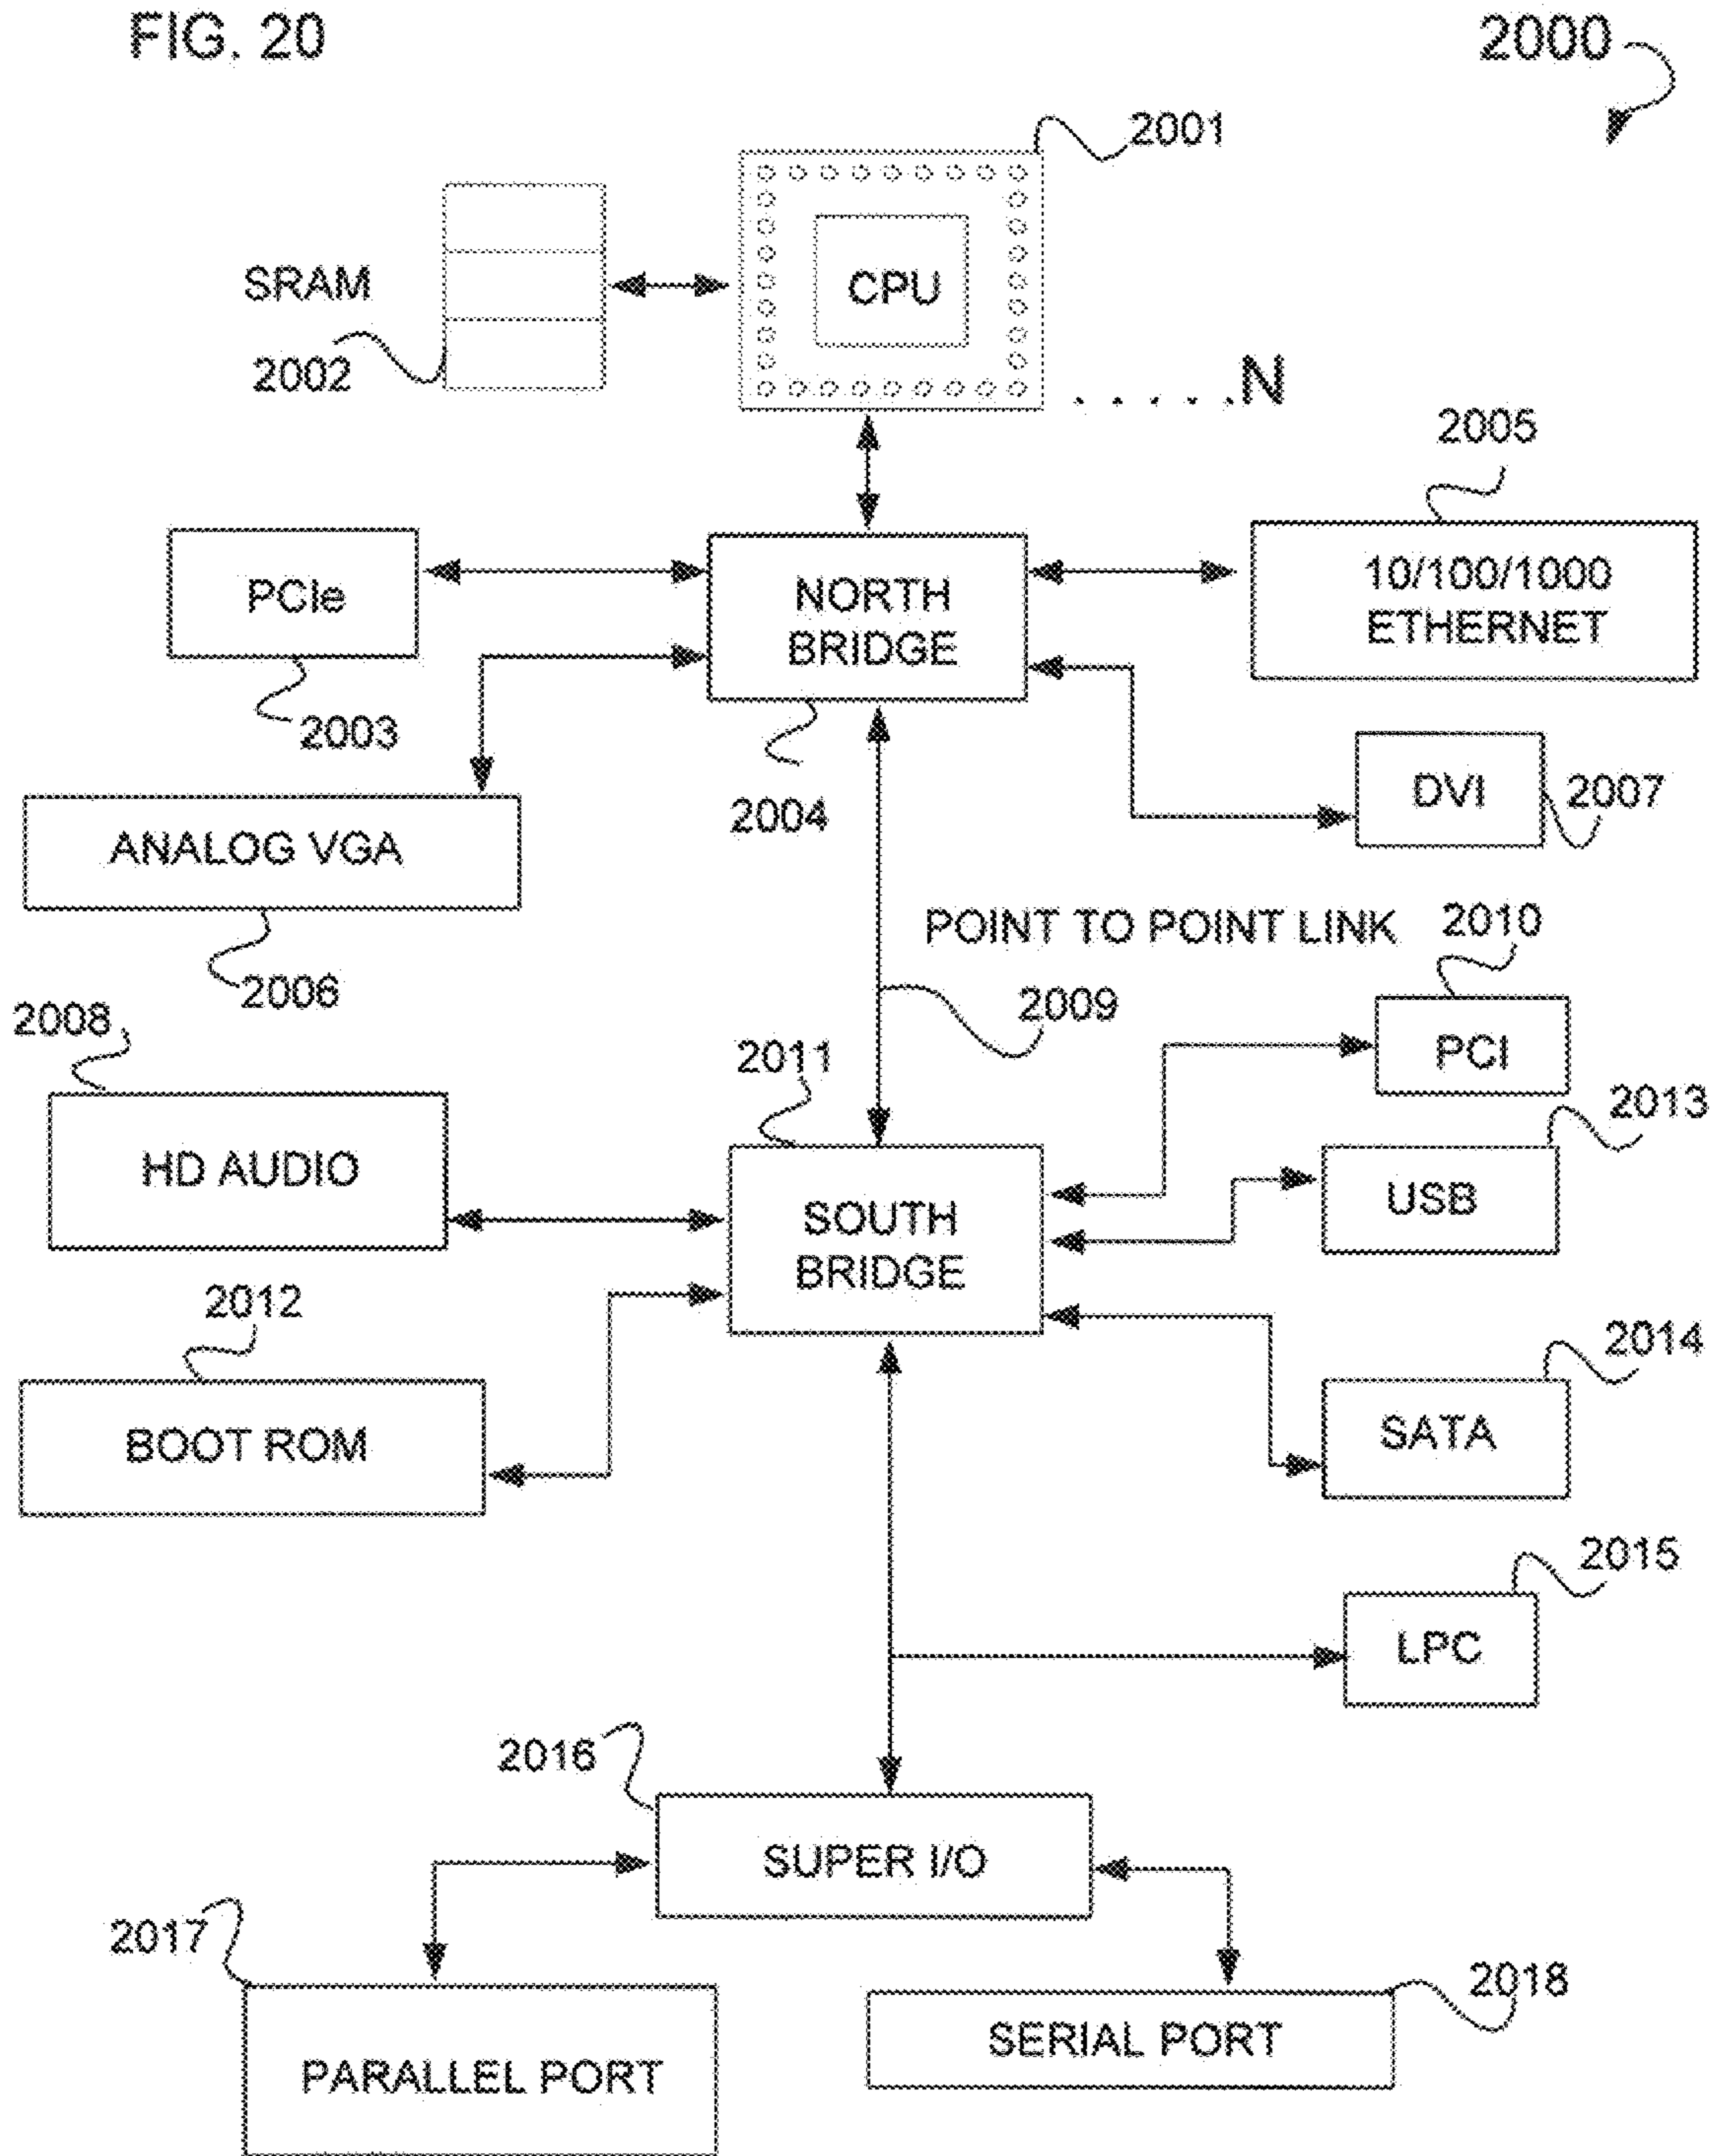 FIG. 20
2000
2001
SRAM
CPU
2002
. . . . . N
2005
PCIe
NORTH
BRIDGE
10/100/1000
ETHERNET
2003
2004
DVI
2007
ANALOG VGA
2006
POINT TO POINT LINK
2010
2008
2009
2011
PCI
2013
HD AUDIO
SOUTH
BRIDGE
USB
2012
2014
BOOT ROM
SATA
2015
LPC
2016
SUPER I/O
2017
2018
PARALLEL PORT
SERIAL PORT